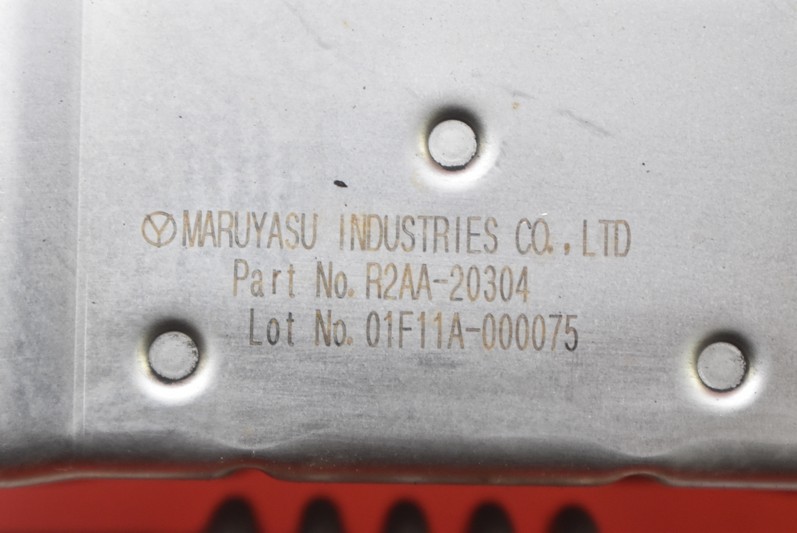 MARUYASU INDUSTRIES CO.,LTD
Part No. R2AA-20304
Lot No. 01F11A-000075